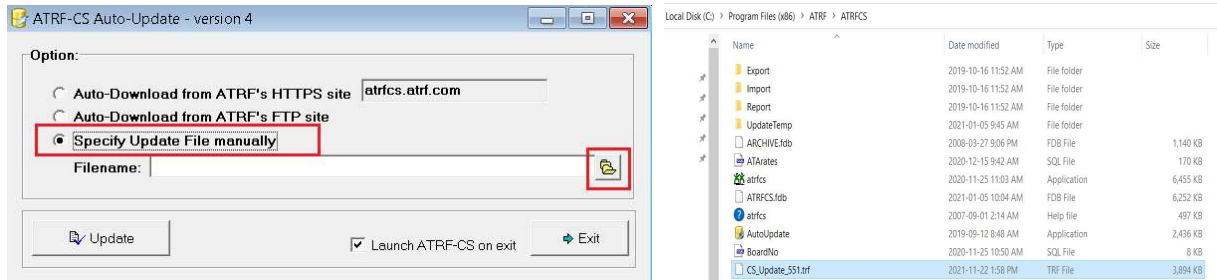 ATRF-CS Auto-Update - version 4
Option:
Auto-Download from ATRF's HTTPS site atrfcs.atrf.com
Auto-Download from ATRF's FTP site
Specify Update File manually
Filename:
Update
Launch ATRF-CS on exit
Exit
Local Disk (C:) > Program Files (x86) > ATRF > ATRFCS
Name Date modified Type Size
Export 2019-10-16 11:52 AM File folder
Import 2019-10-16 11:52 AM File folder
Report 2019-10-16 11:52 AM File folder
UpdateTemp 2021-01-05 9:45 AM File folder
ARCHIVE.fdb 2008-03-27 9:06 PM FDB File 1,140 KB
ATArates 2020-12-15 9:42 AM SQL File 170 KB
atrfcs 2020-11-25 11:03 AM Application 6,455 KB
ATRFCS.fdb 2021-01-05 10:04 AM FDB File 6,252 KB
atrfcs 2007-09-01 2:14 AM Help file 497 KB
AutoUpdate 2019-09-12 8:48 AM Application 2,436 KB
BoardNo 2020-11-25 10:50 AM SQL File 8 KB
CS_Update_551.trf 2021-11-22 1:58 PM TRF File 3,894 KB